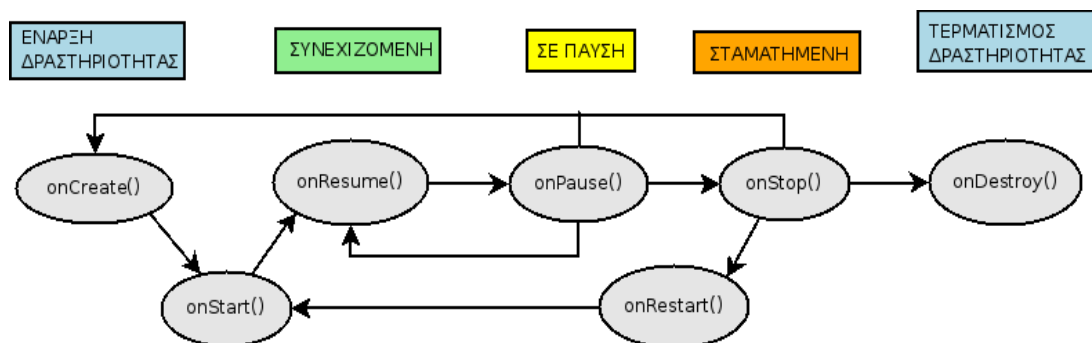 ΕΝΑΡΞΗ
ΔΡΑΣΤΗΡΙΟΤΗΤΑΣ
ΣΥΝΕΧΙΖΟΜΕΝΗ
ΣΕ ΠΑΥΣΗ
ΣΤΑΜΑΤΗΜΕΝΗ
ΤΕΡΜΑΤΙΣΜΟΣ
ΔΡΑΣΤΗΡΙΟΤΗΤΑΣ
onCreate()
onResume()
onPause()
onStop()
onDestroy()
onStart()
onRestart()